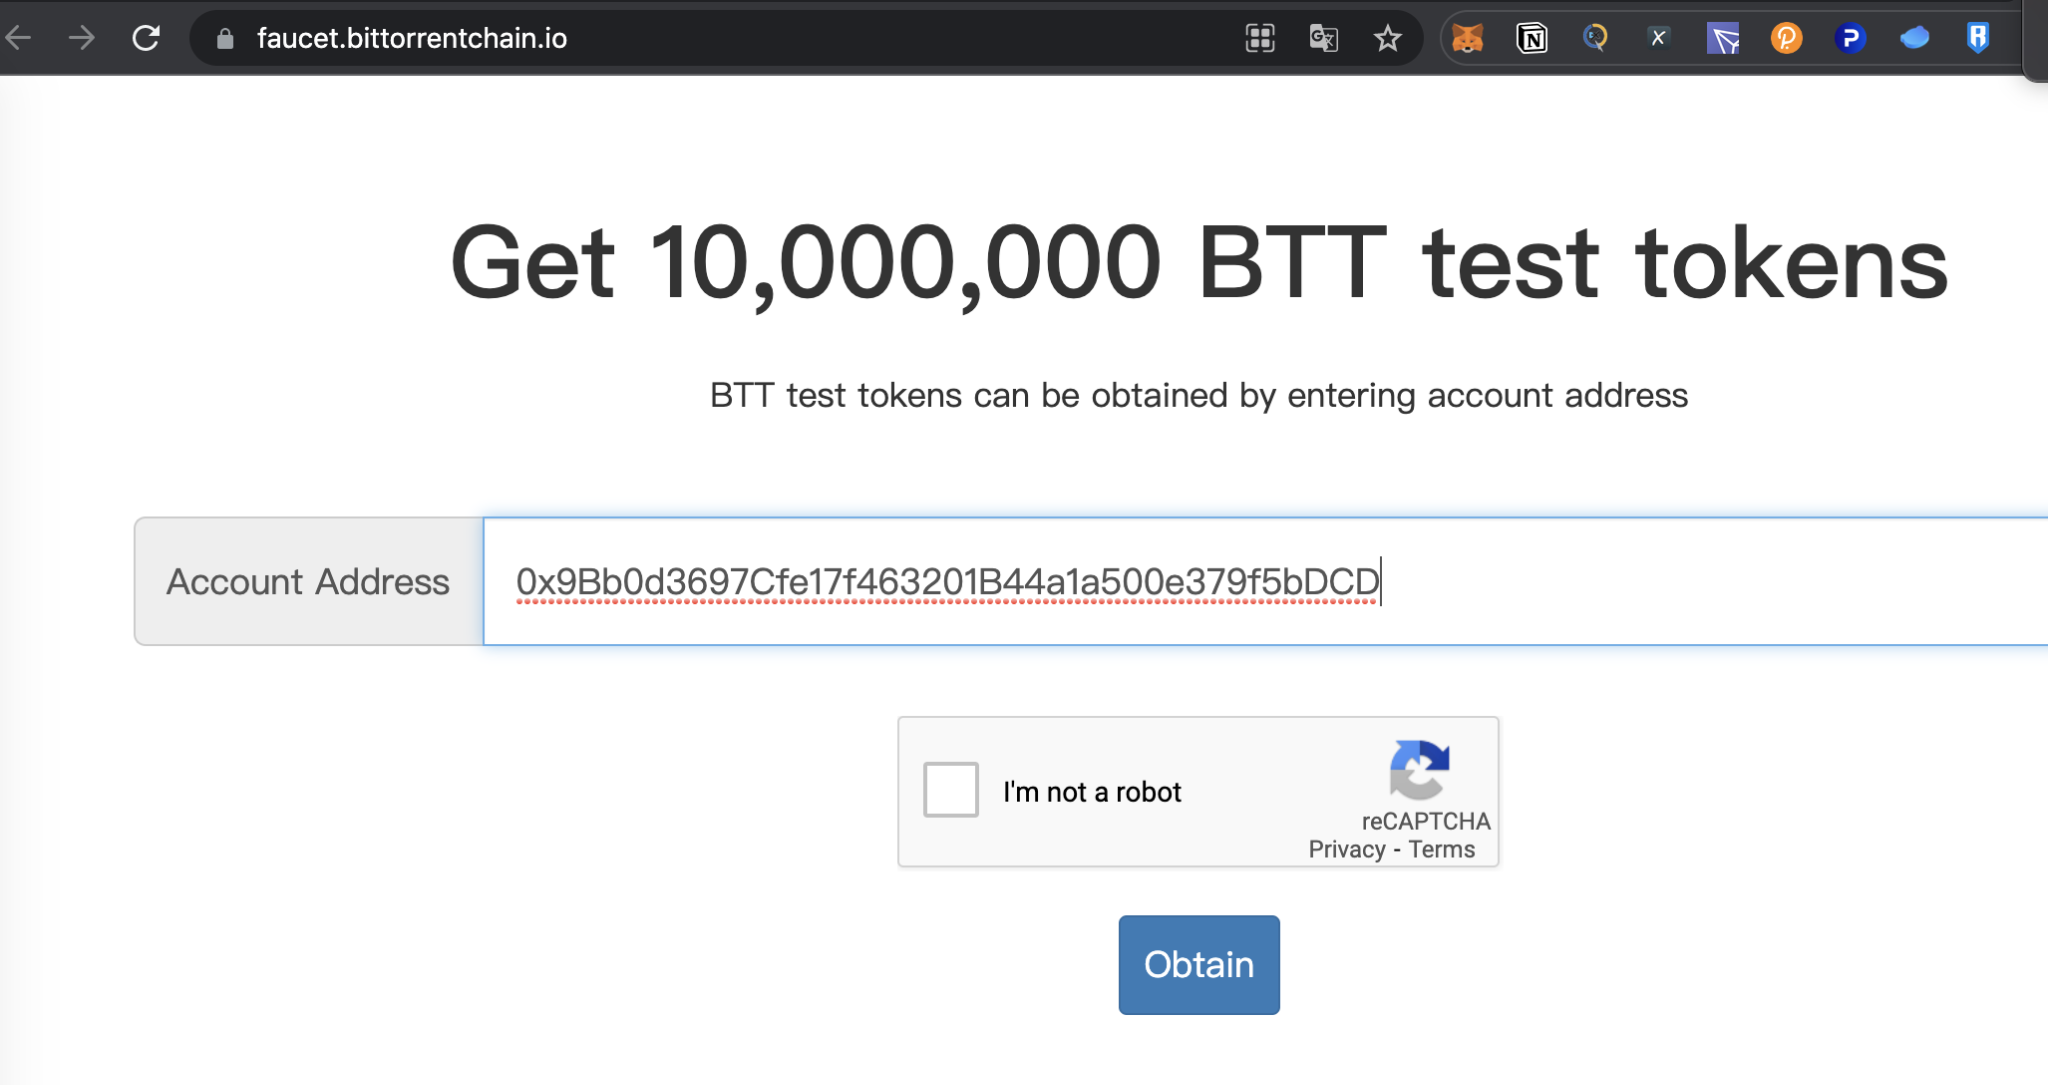 faucet.bittorrentchain.io
Get 10,000,000 BTT test tokens
BTT test tokens can be obtained by entering account address
Account Address
0x9Bb0d3697Cfe17f463201B44a1a500e379f5bDCD
I'm not a robot
reCAPTCHA
Privacy - Terms
Obtain